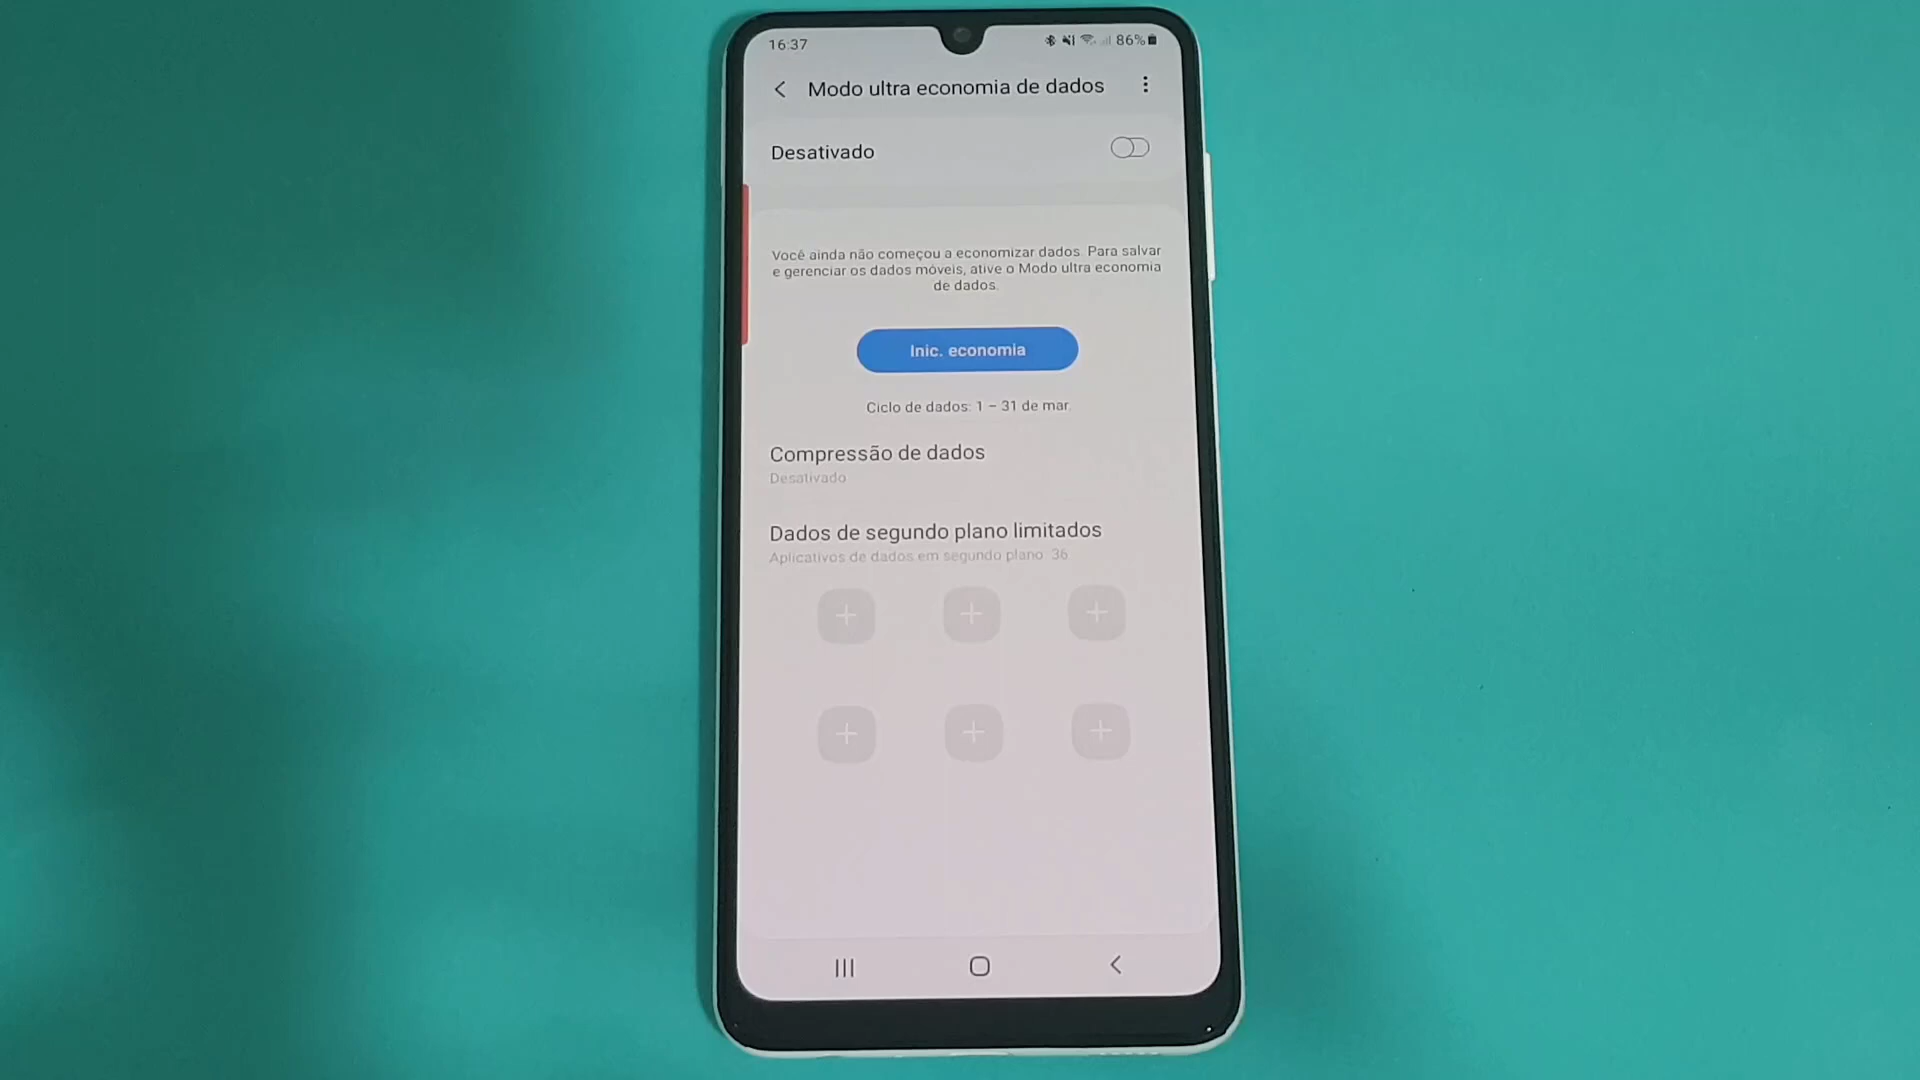 16:37
86%
Modo ultra economia de dados
Desativado
Você ainda não começou a economizar dados. Para salvar
e gerenciar os dados móveis, ative o Modo ultra economia
de dados.
Inic. economia
Ciclo de dados: 1 – 31 de mar.
Compressão de dados
Desativado
Dados de segundo plano limitados
Aplicativos de dados em segundo plano: 36